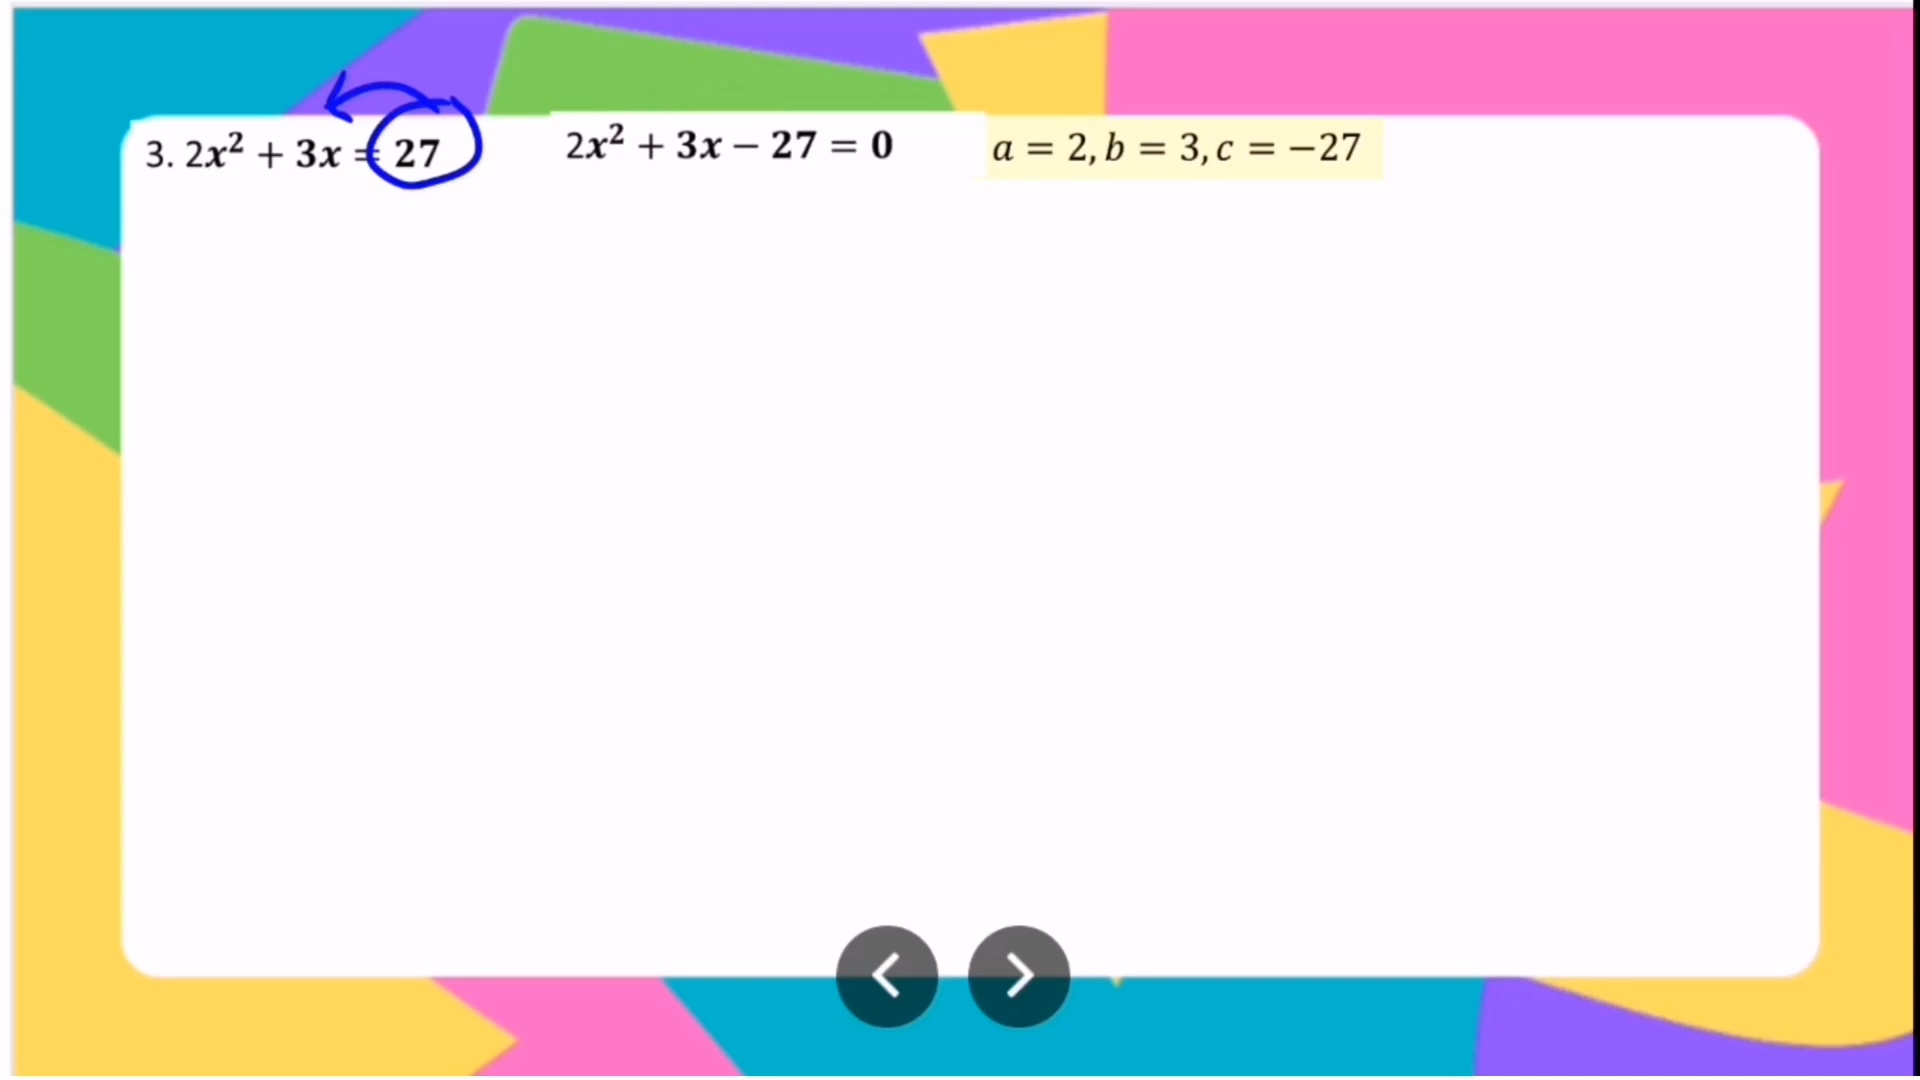 3. 2x² + 3x = 27
2x² + 3x − 27 = 0
a = 2, b = 3, c = −27